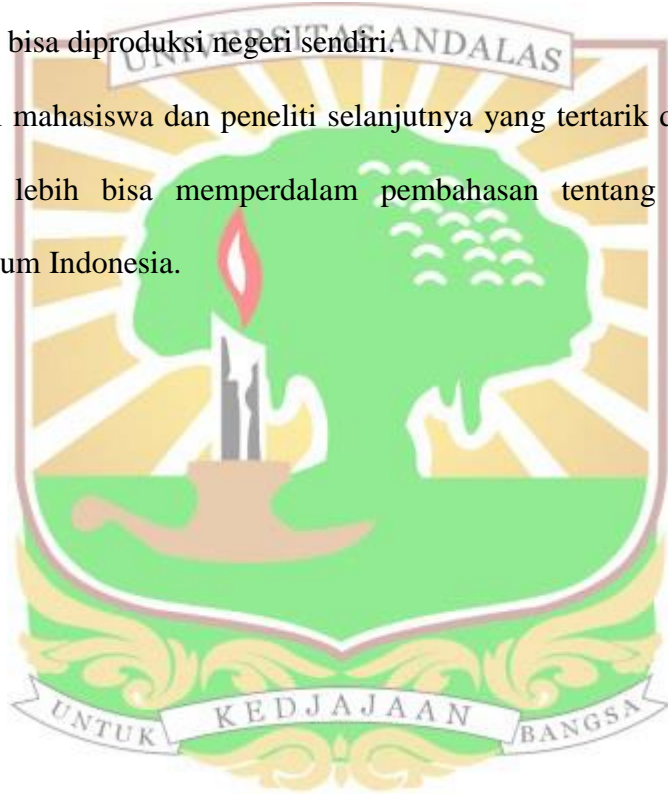 bisa diproduksi negeri sendiri.
UNIVERSITAS ANDALAS
mahasiswa dan peneliti selanjutnya yang tertarik
lebih bisa memperdalam pembahasan tentang
um Indonesia.
UNTUK KEDJAJAAN BANGSA